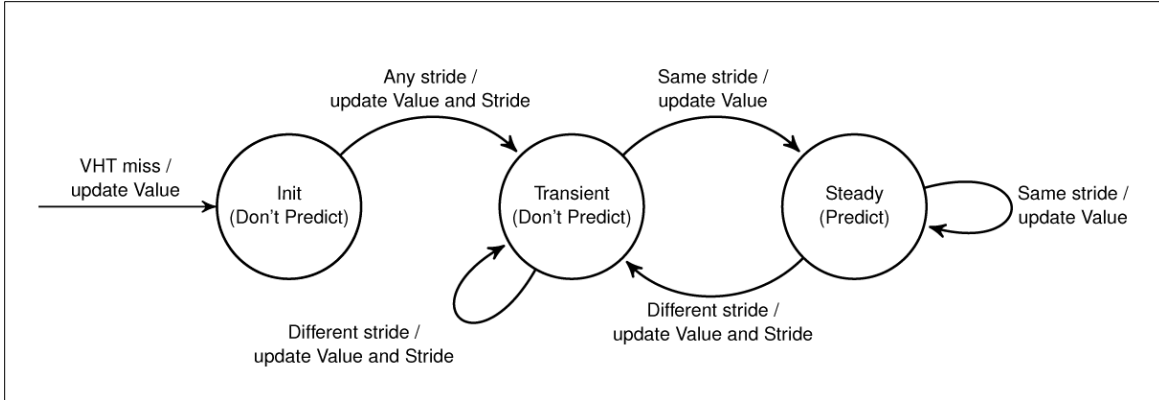 Any stride /
update Value and Stride
Same stride /
update Value
VHT miss /
update Value
Init
(Don't Predict)
Transient
(Don't Predict)
Steady
(Predict)
Same stride /
update Value
Different stride /
update Value and Stride
Different stride /
update Value and Stride